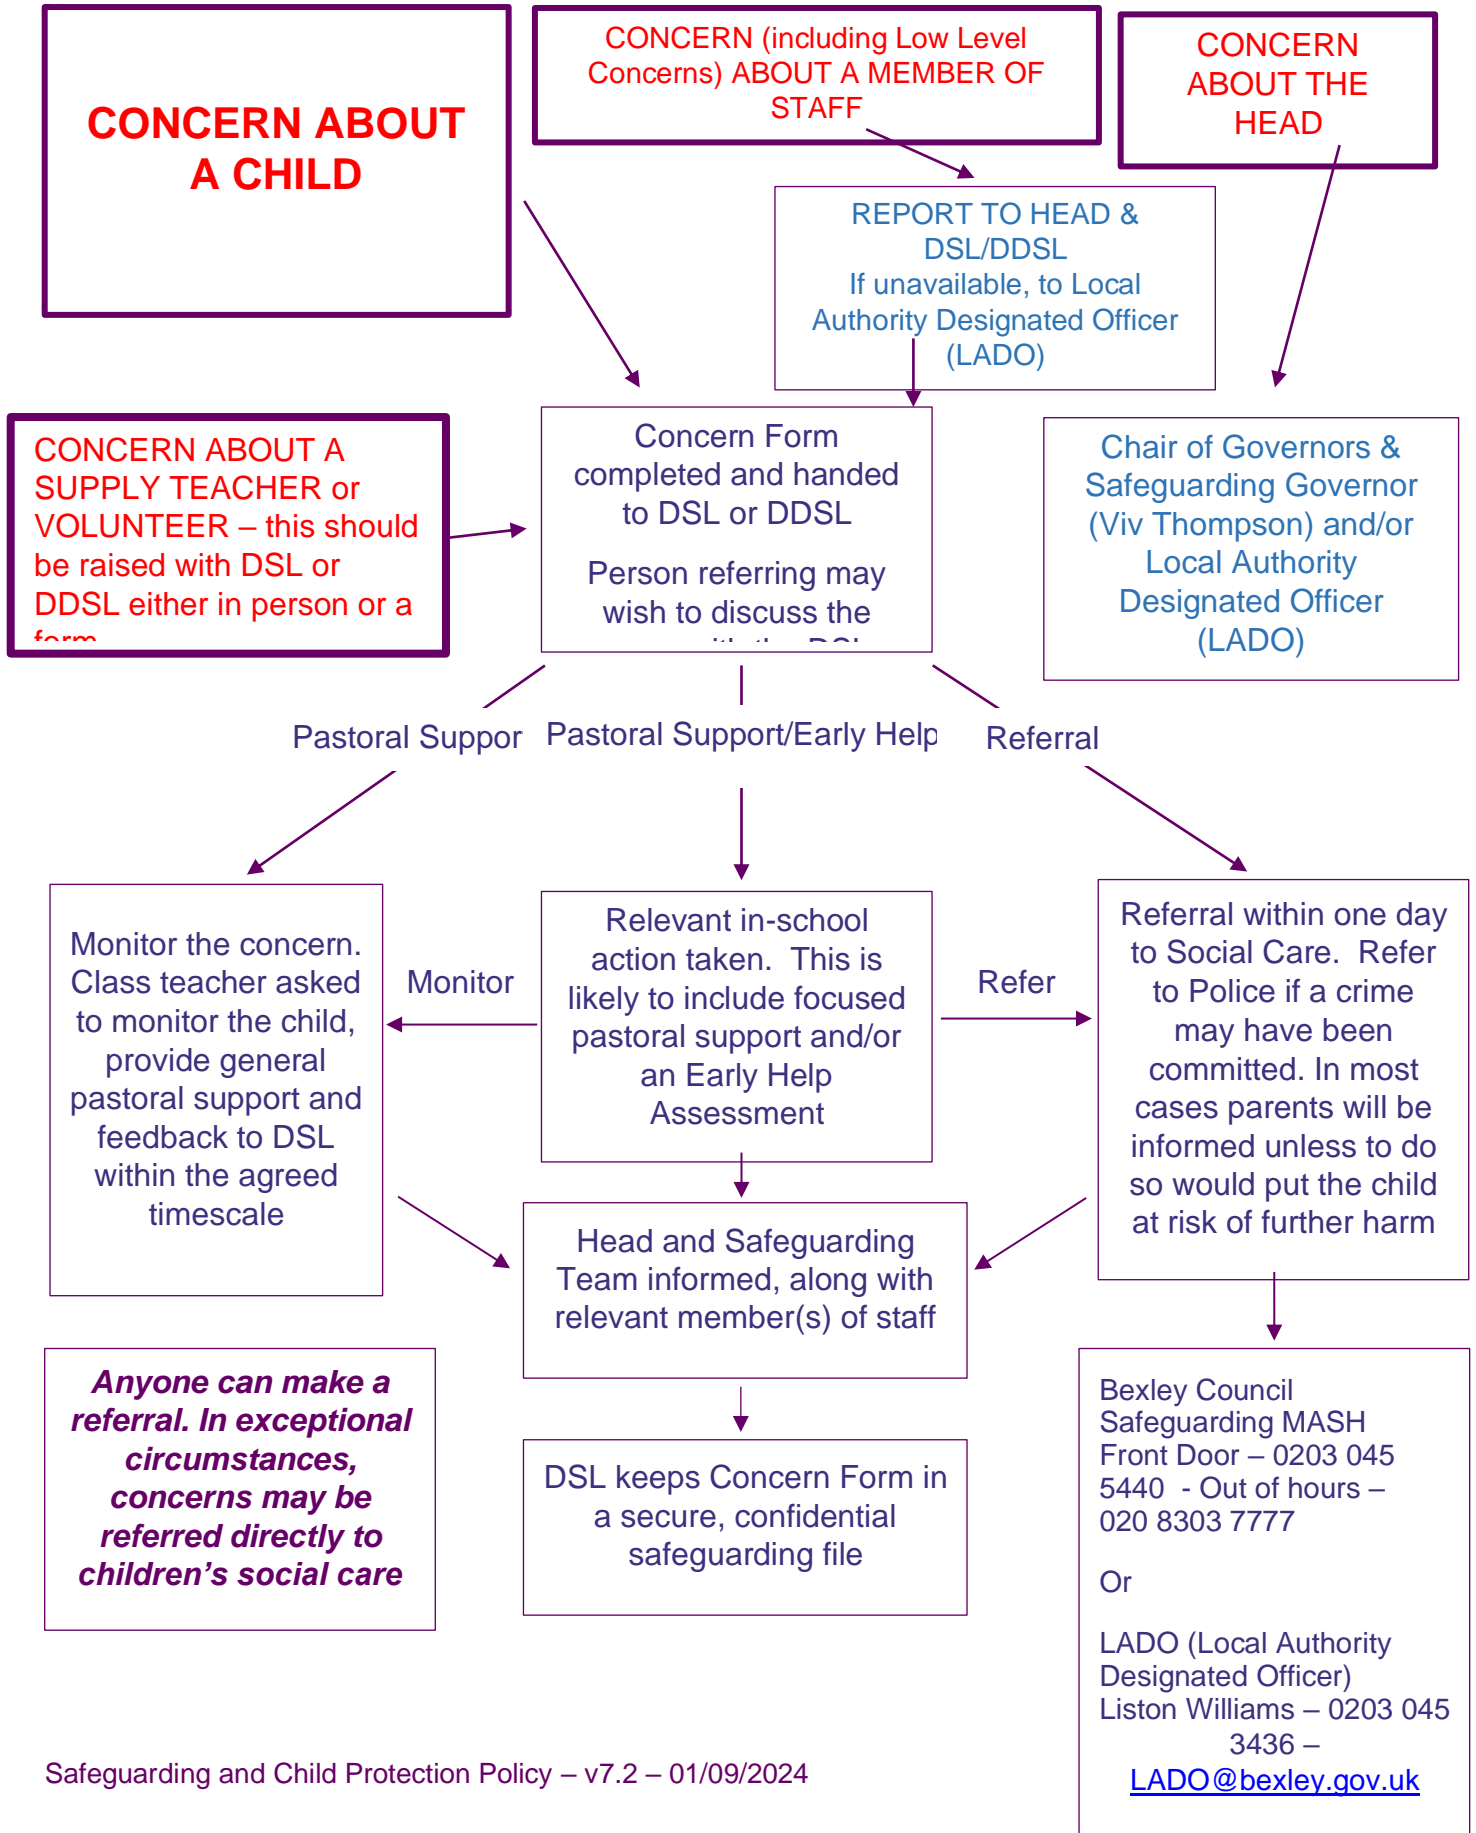 CONCERN ABOUT
A CHILD
CONCERN (including Low Level
Concerns) ABOUT A MEMBER OF
STAFF
CONCERN
ABOUT THE
HEAD
REPORT TO HEAD &
DSL/DDSL
If unavailable, to Local
Authority Designated Officer
(LADO)
CONCERN ABOUT A
SUPPLY TEACHER or
VOLUNTEER – this should
be raised with DSL or
DDSL either in person or a
form
Concern Form
completed and handed
to DSL or DDSL
Person referring may
wish to discuss the
with the DSL
Chair of Governors &
Safeguarding Governor
(Viv Thompson) and/or
Local Authority
Designated Officer
(LADO)
Pastoral Suppor
Pastoral Support/Early Help
Referral
Monitor the concern.
Class teacher asked
to monitor the child,
provide general
pastoral support and
feedback to DSL
within the agreed
timescale
Monitor
Relevant in-school
action taken.  This is
likely to include focused
pastoral support and/or
an Early Help
Assessment
Refer
Referral within one day
to Social Care.  Refer
to Police if a crime
may have been
committed. In most
cases parents will be
informed unless to do
so would put the child
at risk of further harm
Head and Safeguarding
Team informed, along with
relevant member(s) of staff
Anyone can make a
referral. In exceptional
circumstances,
concerns may be
referred directly to
children’s social care
DSL keeps Concern Form in
a secure, confidential
safeguarding file
Bexley Council
Safeguarding MASH
Front Door – 0203 045
5440  - Out of hours –
020 8303 7777
Or
LADO (Local Authority
Designated Officer)
Liston Williams – 0203 045
3436 –
LADO@bexley.gov.uk
Safeguarding and Child Protection Policy – v7.2 – 01/09/2024